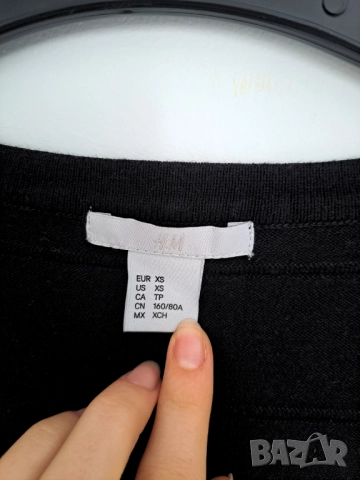 H&M
EUR XS
US XS
CA TP
CN 160/80A
MX XCH
BAZAR